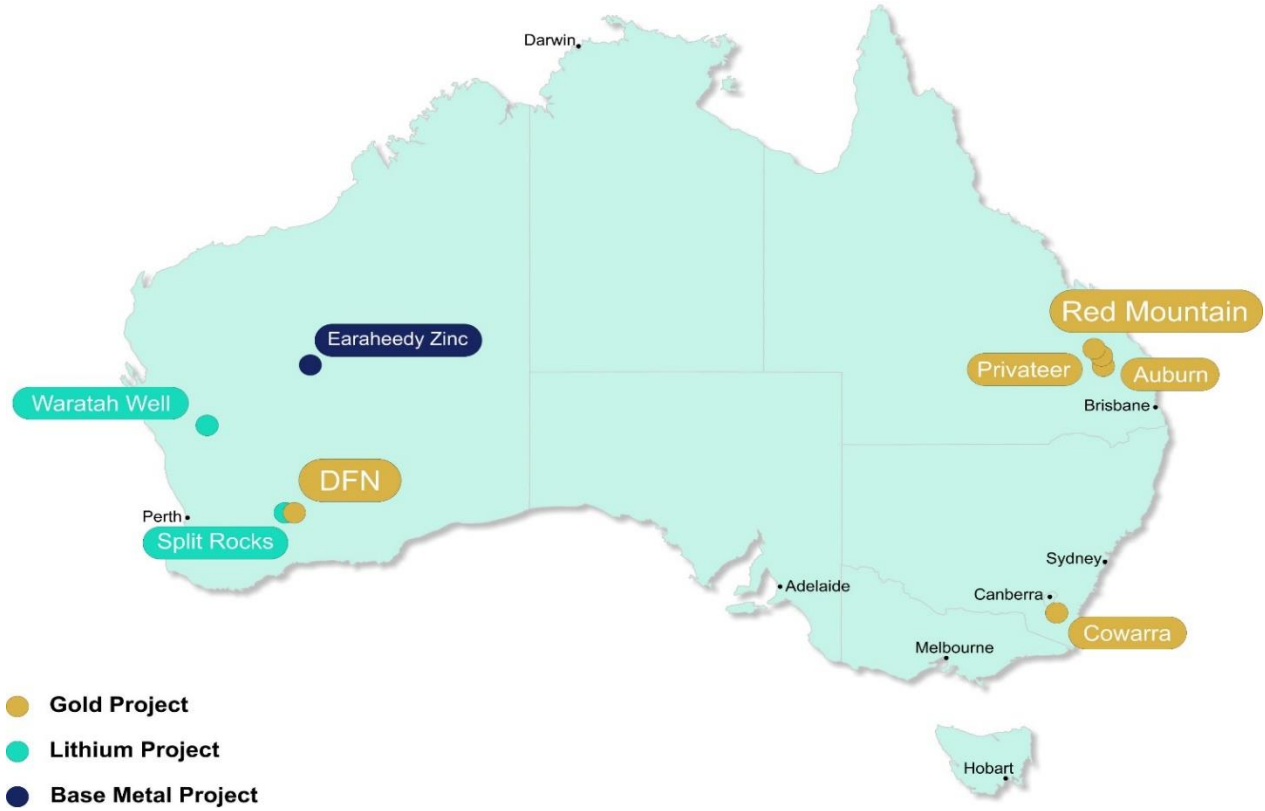 Darwin
Red Mountain
Earaheedy Zinc
Privateer
Auburn
Waratah Well
Brisbane
DFN
Perth
Split Rocks
Sydney
Adelaide
Canberra
Cowarra
Melbourne
Gold Project
Lithium Project
Hobart
Base Metal Project